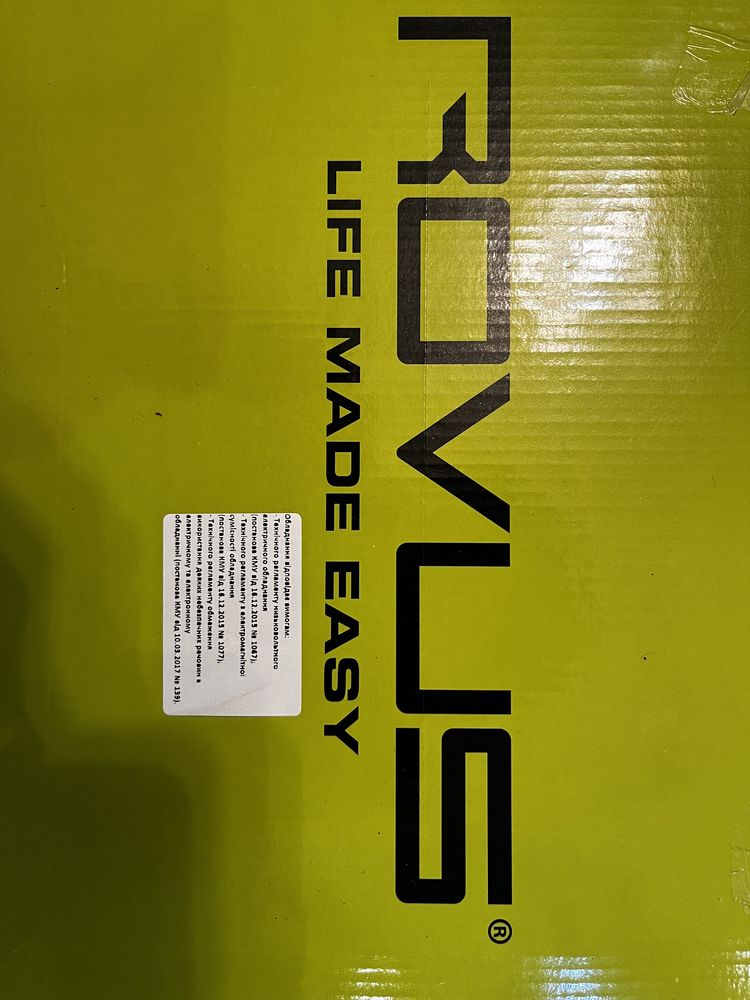 ROVUS®
LIFE MADE EASY
Обладнання відповідає вимогам:
- Технічного регламенту низьковольтного
електричного обладнання
(постанова КМУ від 16.12.2015 № 1067);
- Технічного регламенту з електромагнітної
сумісності обладнання
(постанова КМУ від 16.12.2015 № 1077);
- Технічного регламенту обмеження
використання деяких небезпечних речовин в
електричному та електронному
обладнанні (постанова КМУ від 10.03.2017 № 139).